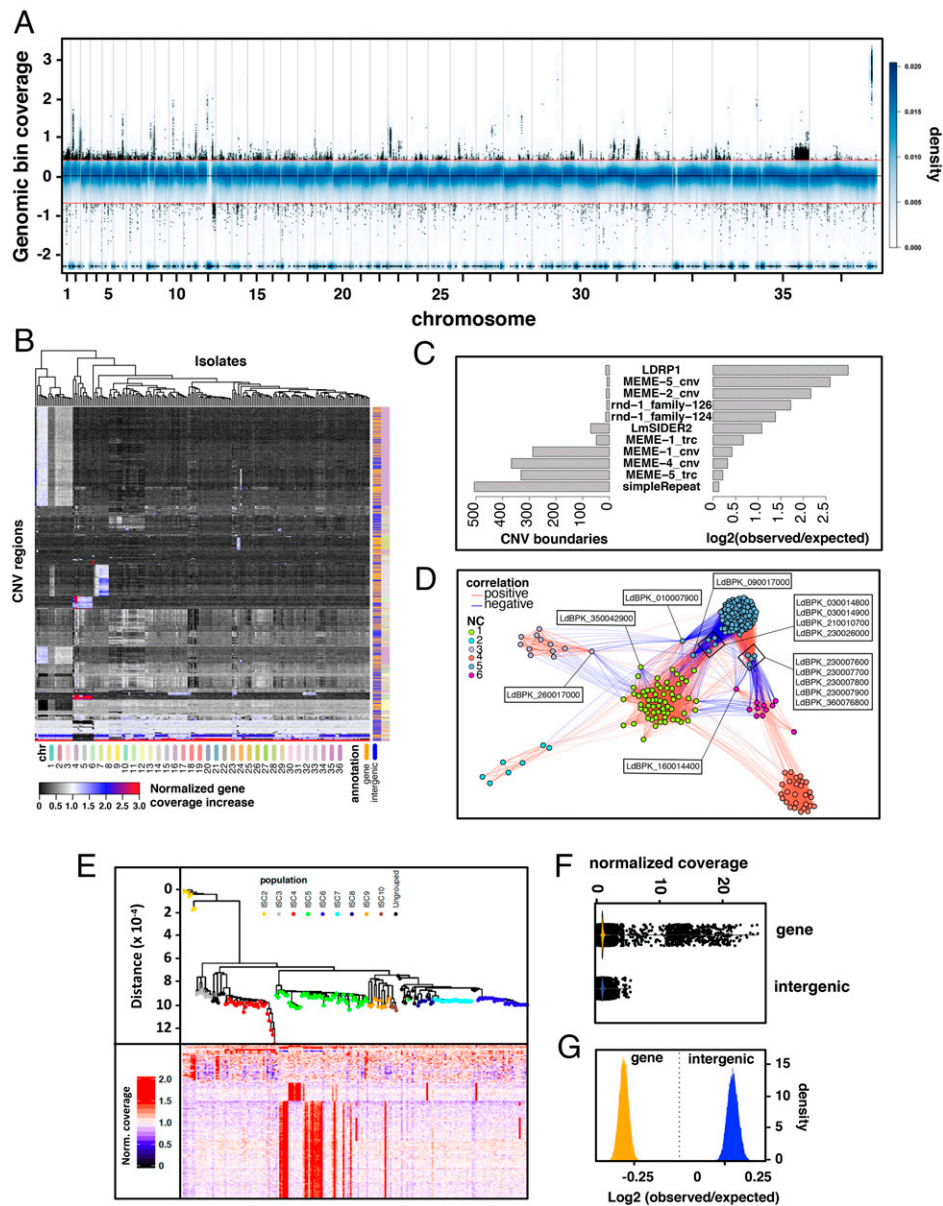 A
Genomic bin coverage
3
2
1
0
-1
-2
1 5 10 15 20 25 30 35
chromosome
density
0.020
0.015
0.010
0.005
0.000
B
Isolates
CNV regions
chr
1 2 3 4 5 6 7 8 9 10 11 12 13 14 15 16 17 18 19 20 21 22 23 24 25 26 27 28 29 30 31 32 33 34 35 36
annotation
gene
intergenic
0 0.5 1.0 1.5 2.0 2.5 3.0
Normalized gene
coverage increase
C
LDRP1
MEME-5_cnv
MEME-2_cnv
rnd-1_family-126
rnd-1_family-124
LmSIDER2
MEME-1_trc
MEME-1_cnv
MEME-4_cnv
MEME-5_trc
simpleRepeat
500 400 300 200 100 0
CNV boundaries
0 0.5 1.0 1.5 2.0 2.5
log2(observed/expected)
D
correlation
positive
negative
NC
1
2
3
4
5
6
LdBPK_090017000
LdBPK_010007900
LdBPK_350042900
LdBPK_030014800
LdBPK_030014900
LdBPK_210010700
LdBPK_230026000
LdBPK_230007600
LdBPK_230007700
LdBPK_230007800
LdBPK_230007900
LdBPK_360076800
LdBPK_260017000
LdBPK_160014400
E
population
ISC2
ISC3
ISC4
ISC5
ISC6
ISC7
ISC8
ISC9
ISC10
Ungrouped
Distance (x 10⁻⁴)
0
2
4
6
8
10
12
Norm. coverage
2.0
1.5
1.0
0.5
0
F
normalized coverage
0 10 20
gene
intergenic
G
gene intergenic
density
15
10
5
0
-0.25 0 0.25
Log2 (observed/expected)